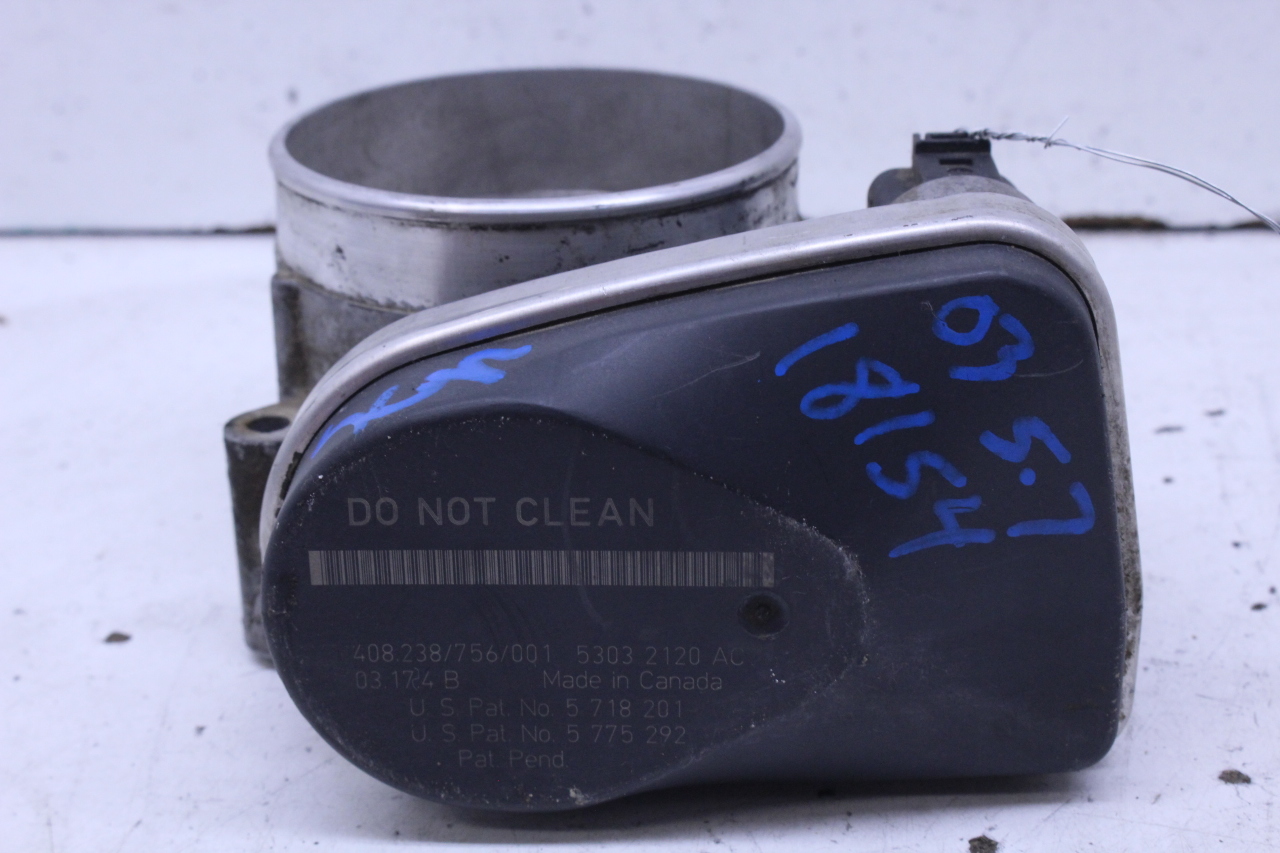 03 5.7
18154
DO NOT CLEAN
408.238/756/001 5303 2120 AC
03.17.4 B Made in Canada
U.S. Pat. No. 5 718 201
U.S. Pat. No. 5 775 292
Pat. Pend.